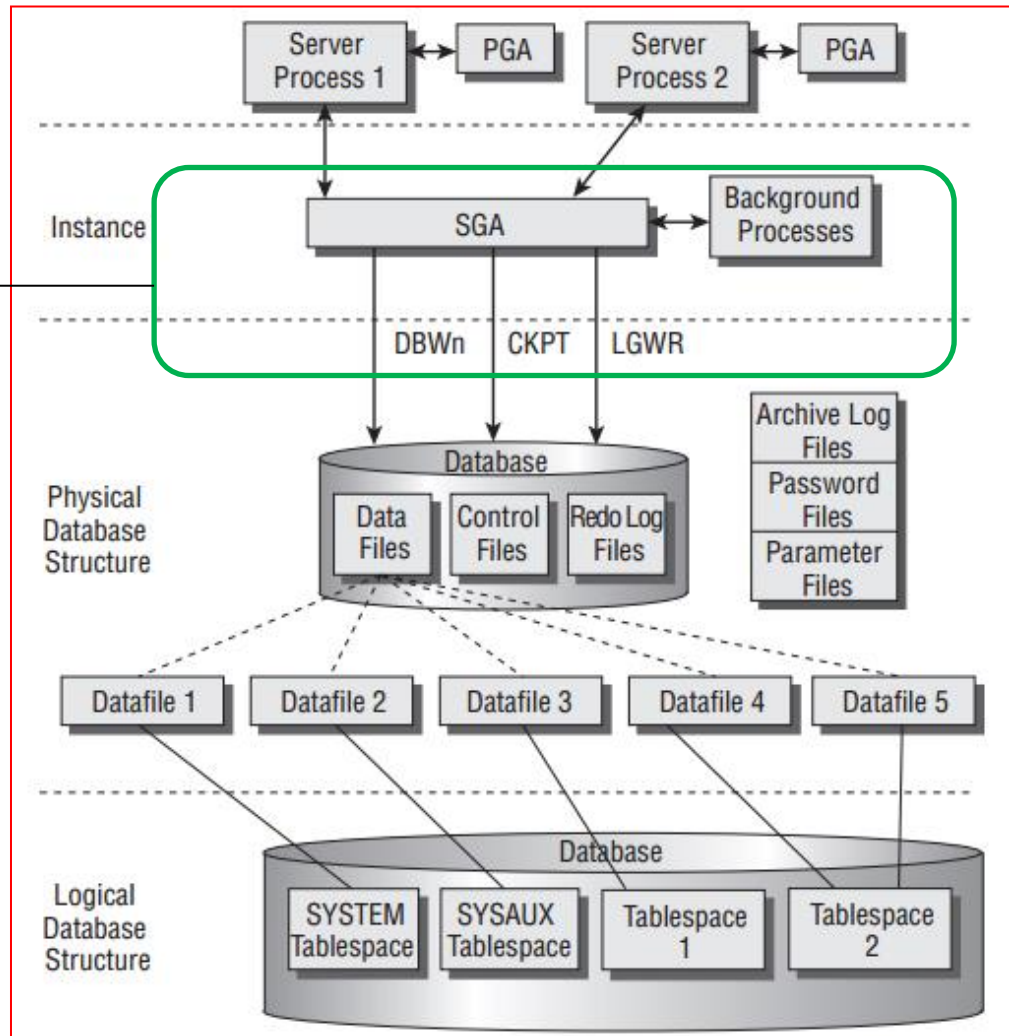 Server
Process 1
PGA
Server
Process 2
PGA
Instance
SGA
Background
Processes
DBWn
CKPT
LGWR
Physical
Database
Structure
Database
Data
Files
Control
Files
Redo Log
Files
Archive Log
Files
Password
Files
Parameter
Files
Datafile 1
Datafile 2
Datafile 3
Datafile 4
Datafile 5
Logical
Database
Structure
Database
SYSTEM
Tablespace
SYSAUX
Tablespace
Tablespace
1
Tablespace
2